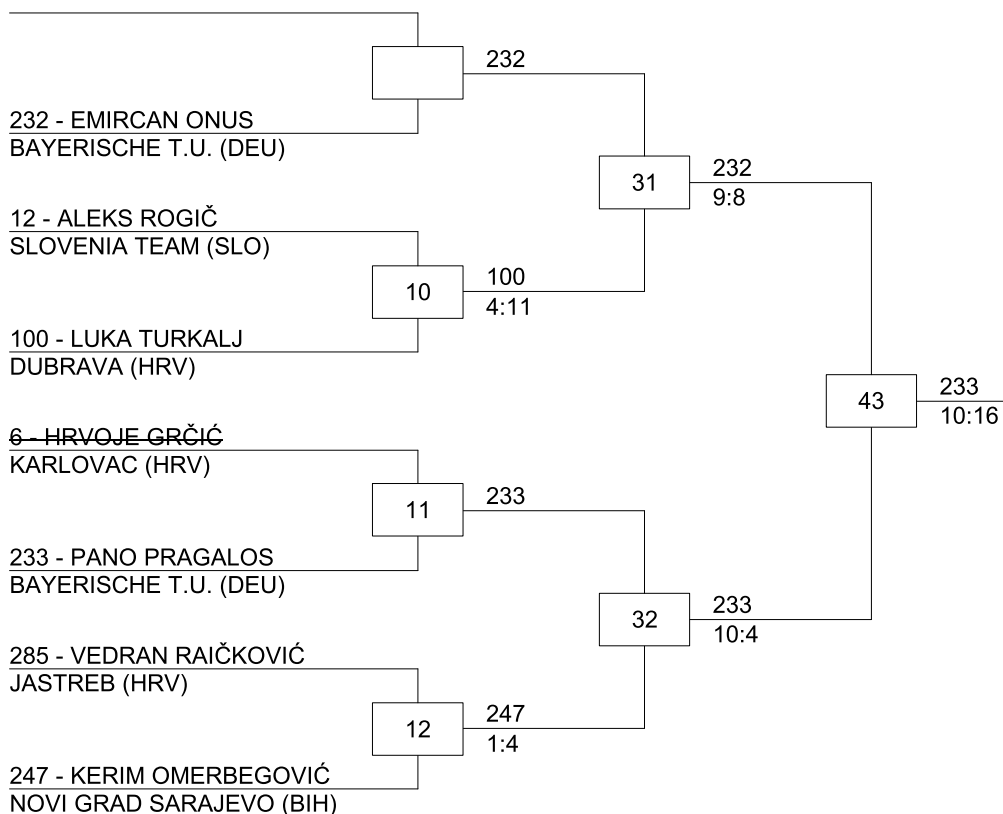 232
232 - EMIRCAN ONUS
BAYERISCHE T.U. (DEU)
31
232
9:8
12 - ALEKS ROGIČ
SLOVENIA TEAM (SLO)
10
100
4:11
100 - LUKA TURKALJ
DUBRAVA (HRV)
43
233
10:16
6 - HRVOJE GRČIĆ
KARLOVAC (HRV)
11
233
233 - PANO PRAGALOS
BAYERISCHE T.U. (DEU)
32
233
10:4
285 - VEDRAN RAIČKOVIĆ
JASTREB (HRV)
12
247
1:4
247 - KERIM OMERBEGOVIĆ
NOVI GRAD SARAJEVO (BIH)